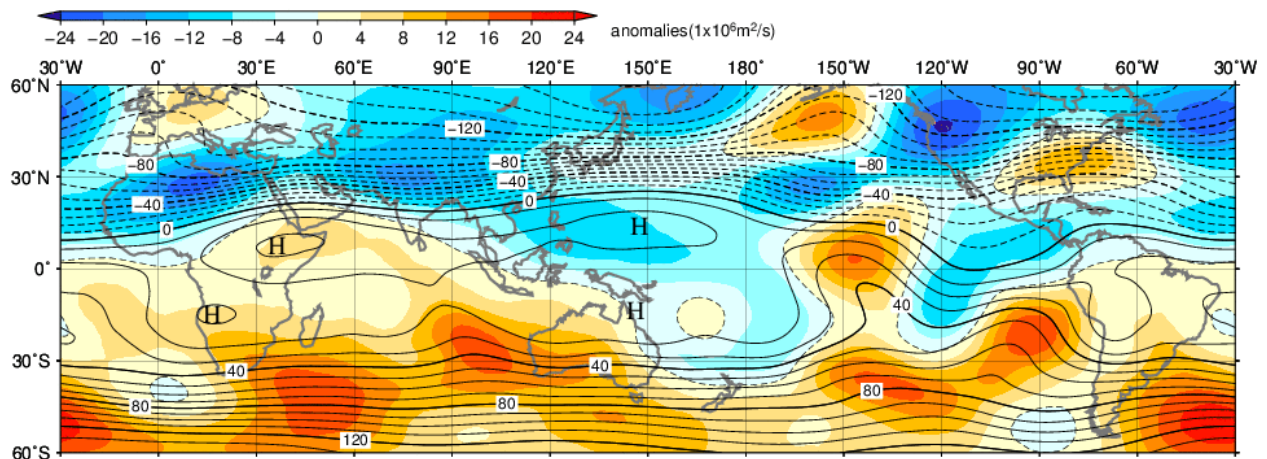 −24 −20 −16 −12 −8 −4 0 4 8 12 16 20 24 anomalies(1x10⁶m²/s)
30°W 0° 30°E 60°E 90°E 120°E 150°E 180° 150°W 120°W 90°W 60°W 30°W
60°N
−120
−120
−80 −80 −80
30°N
−40 −40 −40
0 0 0
H H
0°
40
H H
30°S
40 40
80 80 80
120
60°S